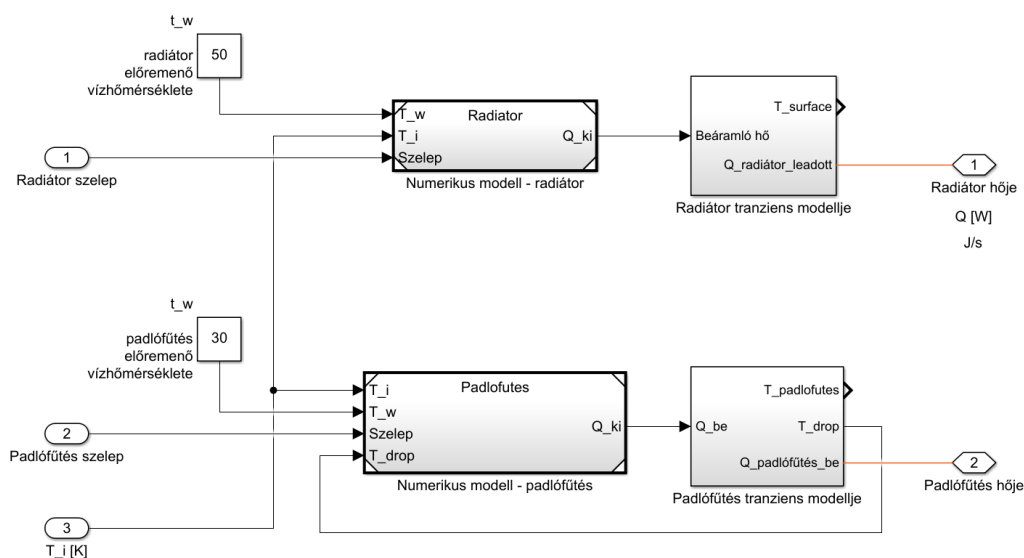 t_w
radiátor
előremenő
vízhőmérséklete
50
1
Radiátor szelep
T_w
T_i
Szelep
Radiator
Q_ki
Numerikus modell - radiátor
Beáramló hő
T_surface
Q_radiátor_leadott
Radiátor tranziens modellje
1
Radiátor hője
Q [W]
J/s
t_w
padlófűtés
előremenő
vízhőmérséklete
30
2
Padlófűtés szelep
3
T_i [K]
T_i
T_w
Szelep
T_drop
Padlofutes
Q_ki
Numerikus modell - padlófűtés
Q_be
T_padlofutes
T_drop
Q_padlófűtés_be
Padlófűtés tranziens modellje
2
Padlófűtés hője